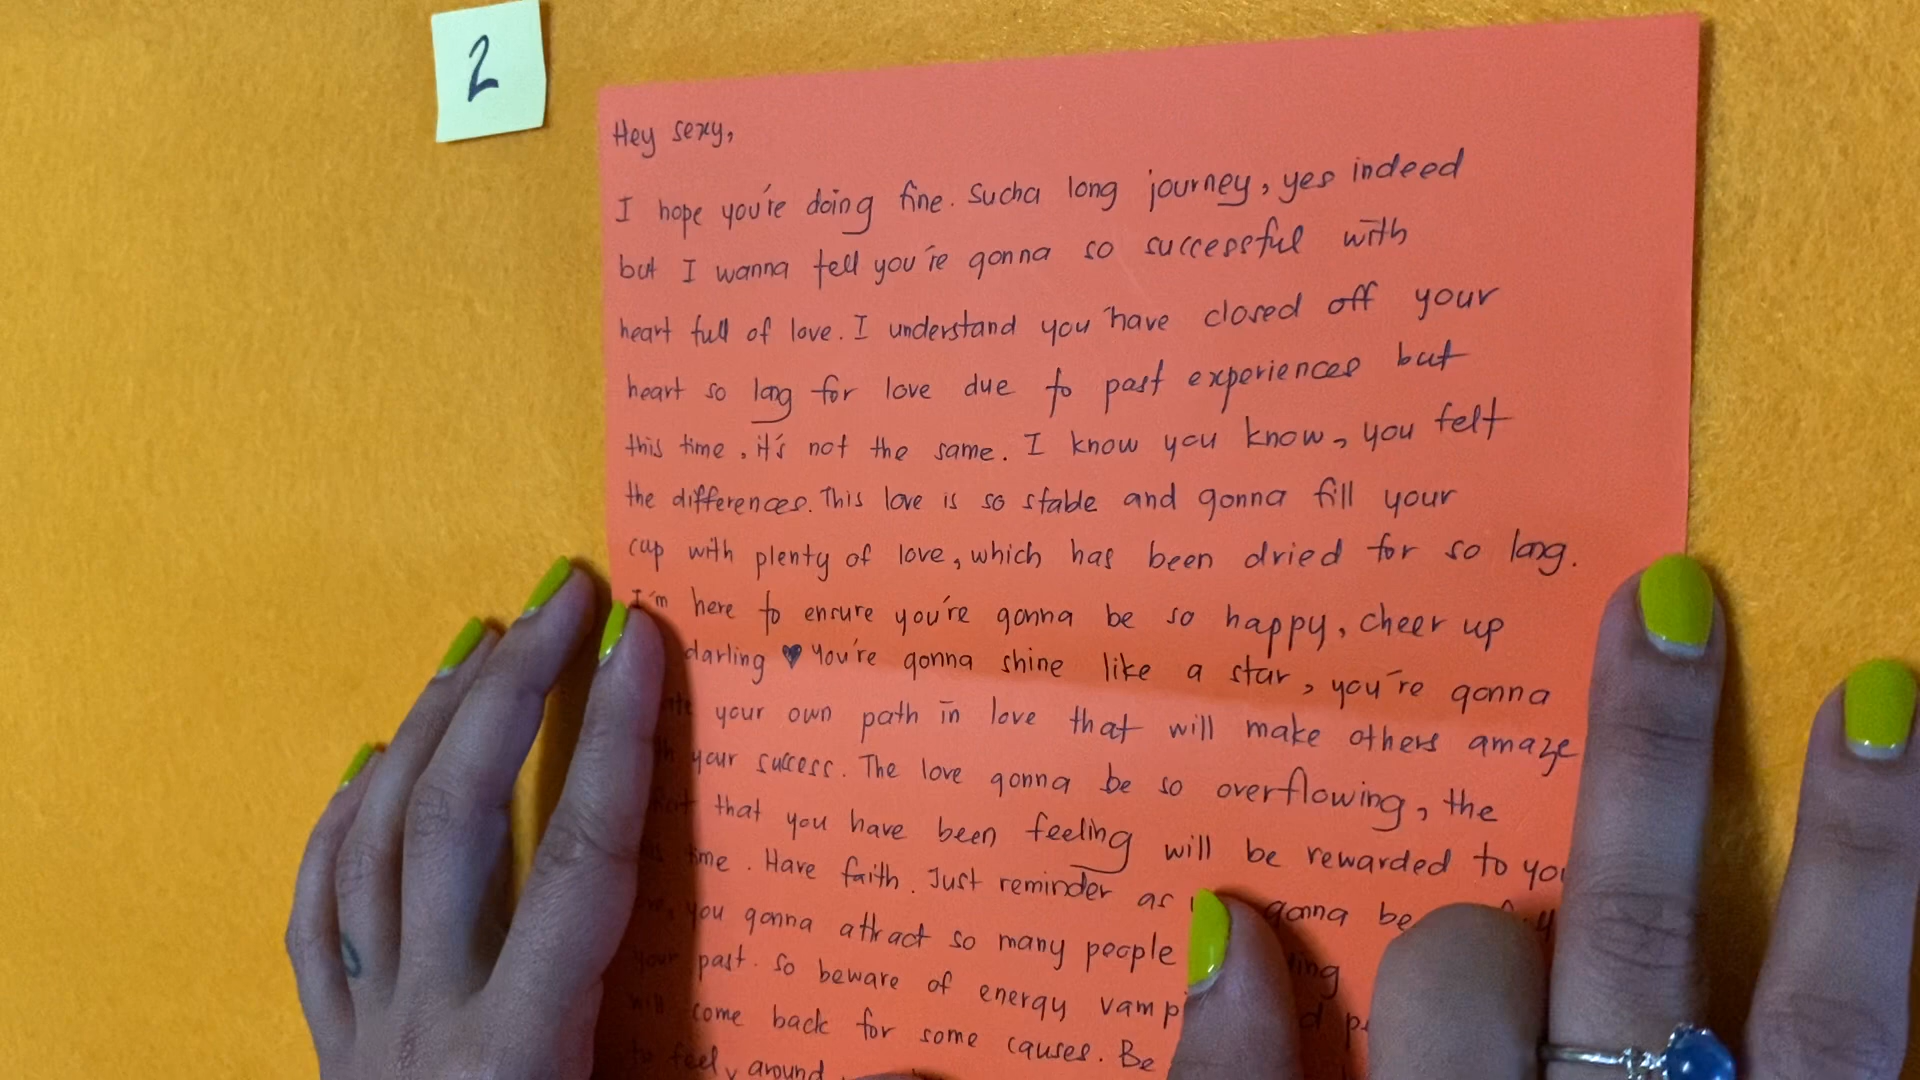 2
Hey sexy,
I hope you're doing fine. Sucha long journey, yes indeed
but I wanna tell you're gonna so successful with
heart full of love. I understand you have closed off your
heart so long for love due to past experiences but
this time, it's not the same. I know you know, you felt
the differences. This love is so stable and gonna fill your
cup with plenty of love, which has been dried for so long.
I'm here to ensure you're gonna be so happy, cheer up
darling ♥ You're gonna shine like a star, you're gonna
your own path in love that will make others amaze
your success. The love gonna be so overflowing, the
that you have been feeling will be rewarded to you
time. Have faith. Just reminder as gonna be
you gonna attract so many people
your past. So beware of energy
will come back for some causes. Be
to feel, around